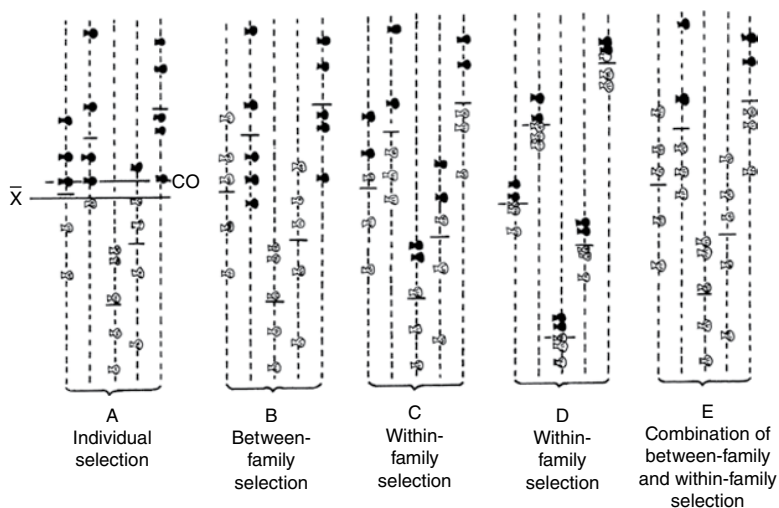 X̅
CO
A
Individual
selection
B
Between-
family
selection
C
Within-
family
selection
D
Within-
family
selection
E
Combination of
between-family
and within-family
selection